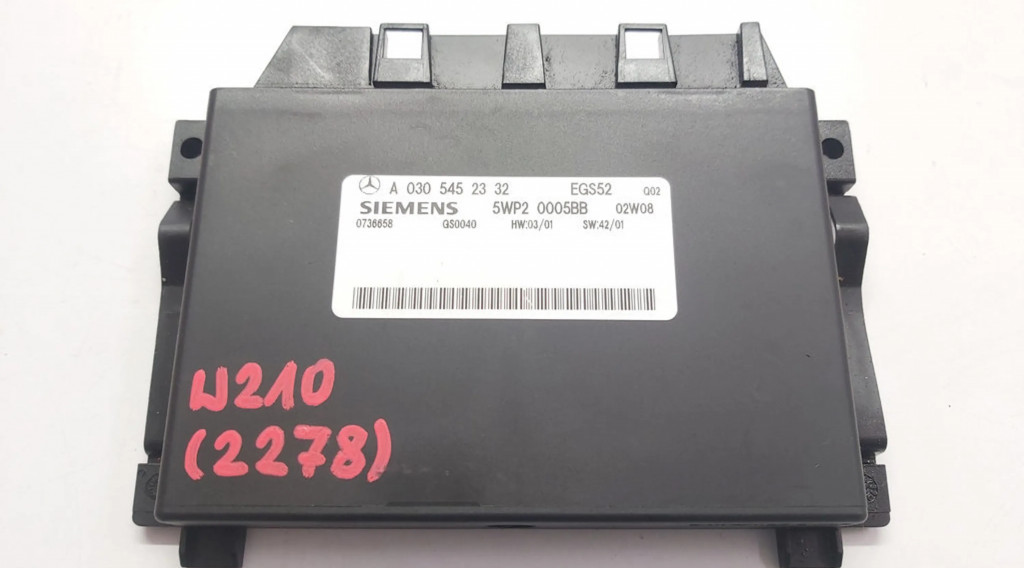 A 030 545 23 32 EGS52 Q02
SIEMENS 5WP2 0005BB 02W08
0736658 GS0040 HW:03/01 SW:42/01
W210
(2278)